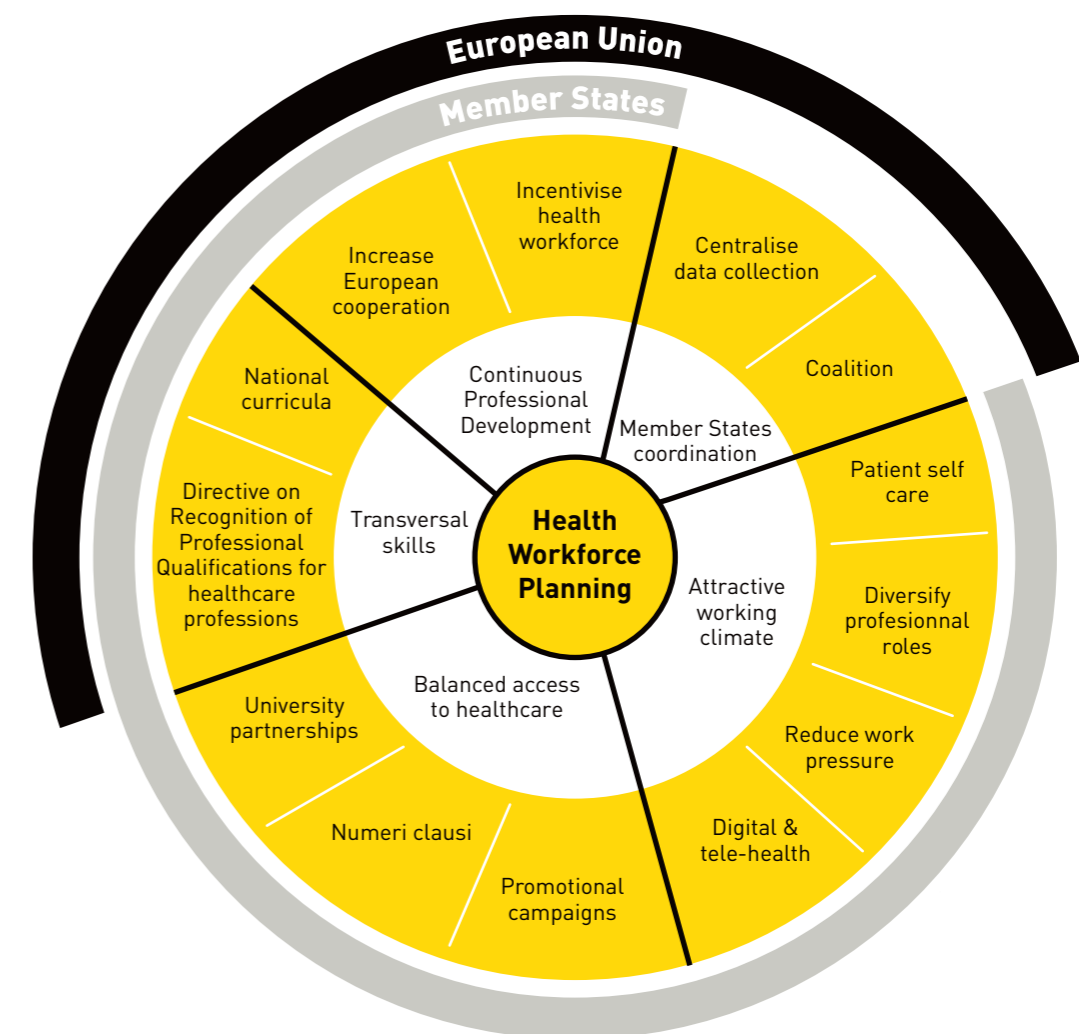 European Union
Member States
Incentivise
health
workforce
Increase
European
cooperation
Centralise
data collection
Coalition
National
curricula
Continuous
Professional
Development
Member States
coordination
Patient self
care
Directive on
Recognition of
Professional
Qualifications for
healthcare
professions
Transversal
skills
Health
Workforce
Planning
Attractive
working
climate
Diversify
profesionnal
roles
University
partnerships
Balanced access
to healthcare
Reduce work
pressure
Numeri clausi
Digital &
tele-health
Promotional
campaigns